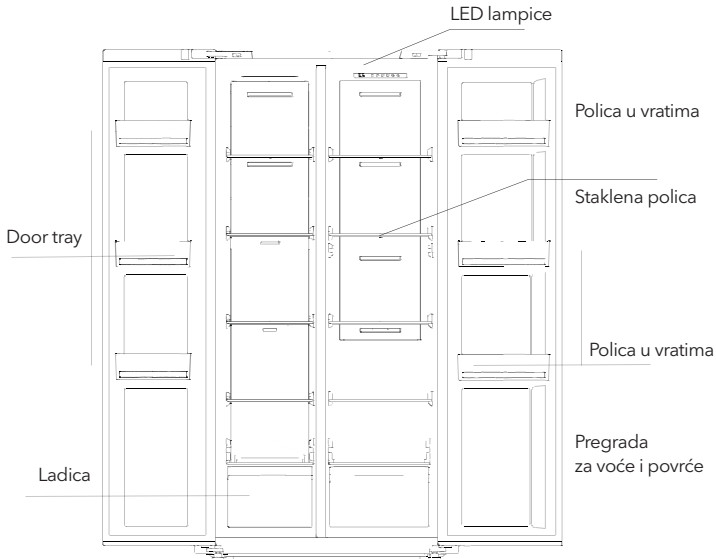 LED lampice
Polica u vratima
Staklena polica
Door tray
Polica u vratima
Pregrada
za voće i povrće
Ladica